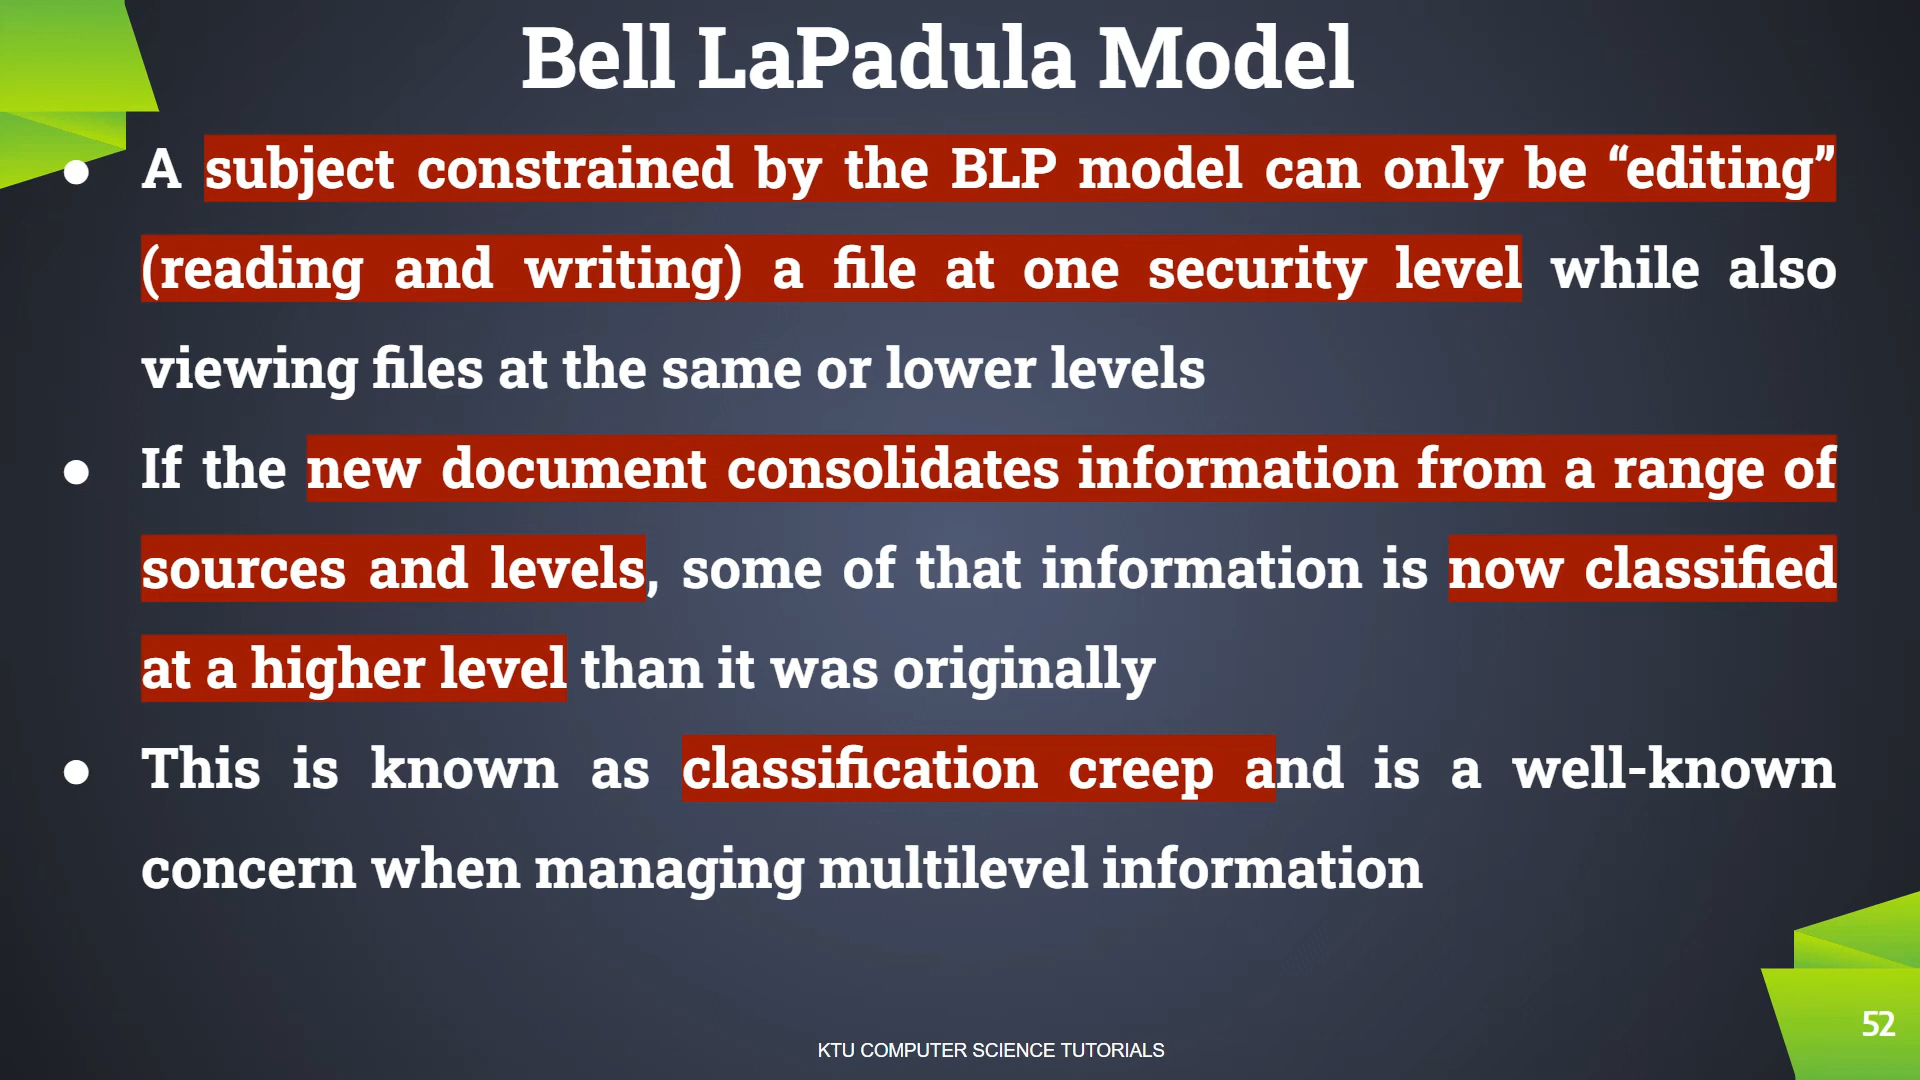 Bell LaPadula Model
● A subject constrained by the BLP model can only be “editing”
(reading and writing) a file at one security level while also
viewing files at the same or lower levels
● If the new document consolidates information from a range of
sources and levels, some of that information is now classified
at a higher level than it was originally
● This is known as classification creep and is a well-known
concern when managing multilevel information
52
KTU COMPUTER SCIENCE TUTORIALS